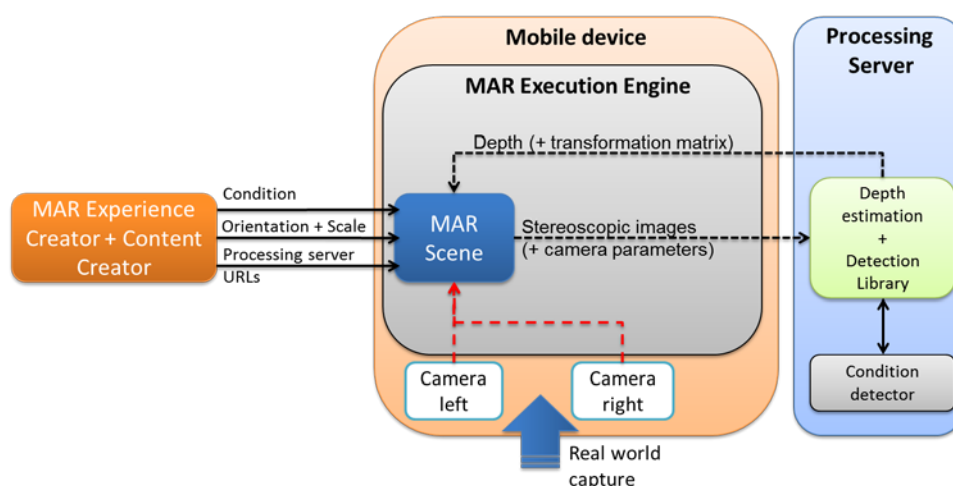 Mobile device
Processing
Server
MAR Execution Engine
Depth (+ transformation matrix)
Condition
MAR Experience
Creator + Content
Creator
Orientation + Scale
Processing server
URLs
MAR
Scene
Stereoscopic images
(+ camera parameters)
Depth
estimation
+
Detection
Library
Camera
left
Camera
right
Condition
detector
Real world
capture